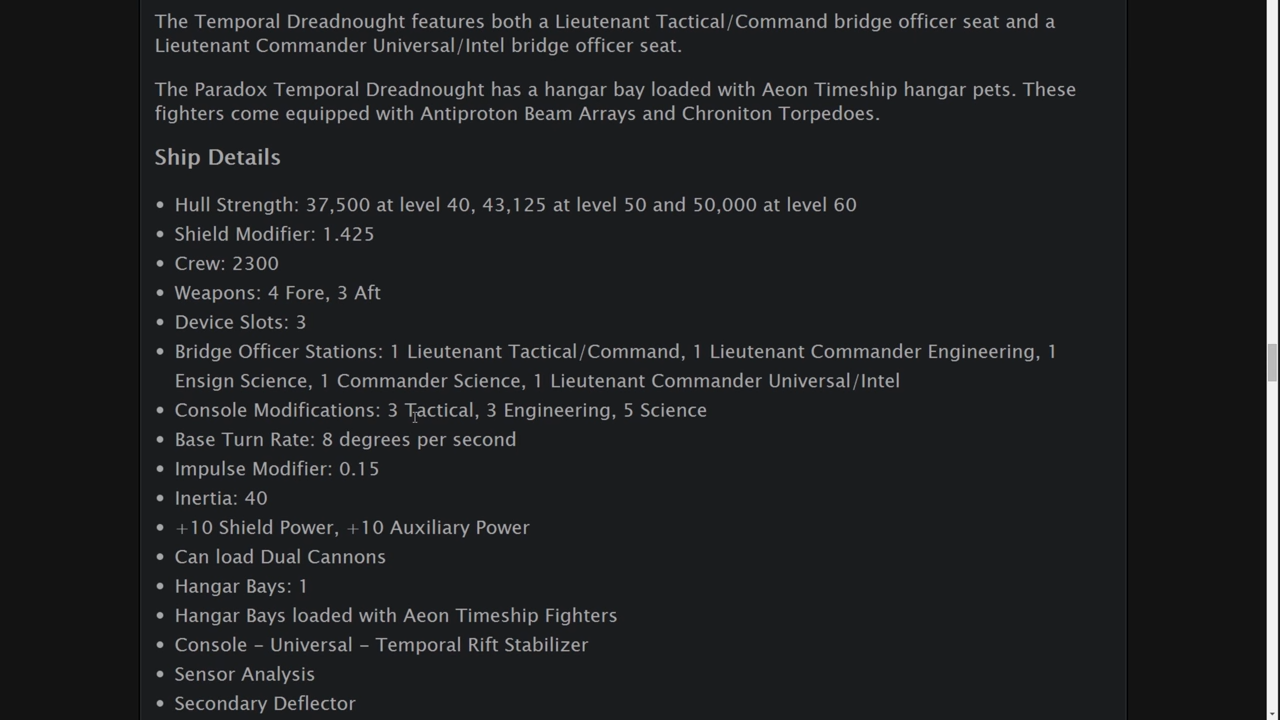 The Temporal Dreadnought features both a Lieutenant Tactical/Command bridge officer seat and a
Lieutenant Commander Universal/Intel bridge officer seat.
The Paradox Temporal Dreadnought has a hangar bay loaded with Aeon Timeship hangar pets. These
fighters come equipped with Antiproton Beam Arrays and Chroniton Torpedoes.
Ship Details
• Hull Strength: 37,500 at level 40, 43,125 at level 50 and 50,000 at level 60
• Shield Modifier: 1.425
• Crew: 2300
• Weapons: 4 Fore, 3 Aft
• Device Slots: 3
• Bridge Officer Stations: 1 Lieutenant Tactical/Command, 1 Lieutenant Commander Engineering, 1
Ensign Science, 1 Commander Science, 1 Lieutenant Commander Universal/Intel
• Console Modifications: 3 Tactical, 3 Engineering, 5 Science
• Base Turn Rate: 8 degrees per second
• Impulse Modifier: 0.15
• Inertia: 40
• +10 Shield Power, +10 Auxiliary Power
• Can load Dual Cannons
• Hangar Bays: 1
• Hangar Bays loaded with Aeon Timeship Fighters
• Console – Universal – Temporal Rift Stabilizer
• Sensor Analysis
• Secondary Deflector